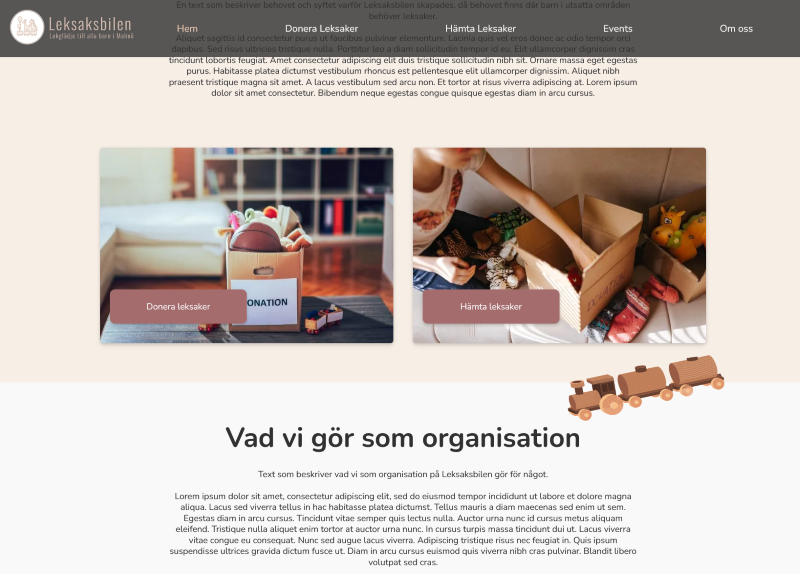 En text som beskriver behovet och syftet varför Leksaksbilen skapades, då behovet finns där barn i utsatta områden
behöver leksaker.
Leksaksbilen
Lekglädje till alla barn i Malmö
Hem
Donera Leksaker
Hämta Leksaker
Events
Om oss
Aliquet sagittis id consectetur purus ut faucibus pulvinar elementum. Lacinia quis vel eros donec ac odio tempor orci
dapibus. Sed risus ultricies tristique nulla. Porttitor leo a diam sollicitudin tempor id eu. Elit ullamcorper dignissim cras
tincidunt lobortis feugiat. Amet consectetur adipiscing elit duis tristique sollicitudin nibh sit. Ornare massa eget egestas
purus. Habitasse platea dictumst vestibulum rhoncus est pellentesque elit ullamcorper dignissim. Aliquet nibh
praesent tristique magna sit amet. A lacus vestibulum sed arcu non. Et tortor at risus viverra adipiscing at. Lorem ipsum
dolor sit amet consectetur. Bibendum neque egestas congue quisque egestas diam in arcu cursus.
ONATION
Donera leksaker
Hämta leksaker
Vad vi gör som organisation
Text som beskriver vad vi som organisation på Leksaksbilen gör för något.
Lorem ipsum dolor sit amet, consectetur adipiscing elit, sed do eiusmod tempor incididunt ut labore et dolore magna
aliqua. Lacus sed viverra tellus in hac habitasse platea dictumst. Tellus mauris a diam maecenas sed enim ut sem.
Egestas diam in arcu cursus. Tincidunt vitae semper quis lectus nulla. Auctor urna nunc id cursus metus aliquam
eleifend. Tristique nulla aliquet enim tortor at auctor urna nunc. In cursus turpis massa tincidunt dui ut. Lacus viverra
vitae congue eu consequat. Nunc sed augue lacus viverra. Adipiscing tristique risus nec feugiat in. Quis ipsum
suspendisse ultrices gravida dictum fusce ut. Diam in arcu cursus euismod quis viverra nibh cras pulvinar. Blandit libero
volutpat sed cras.